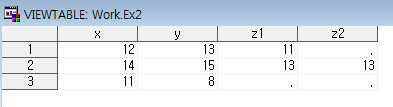 VIEWTABLE: Work.Ex2
x y z1 z2
1 12 13 11 .
2 14 15 13 13
3 11 8 . .